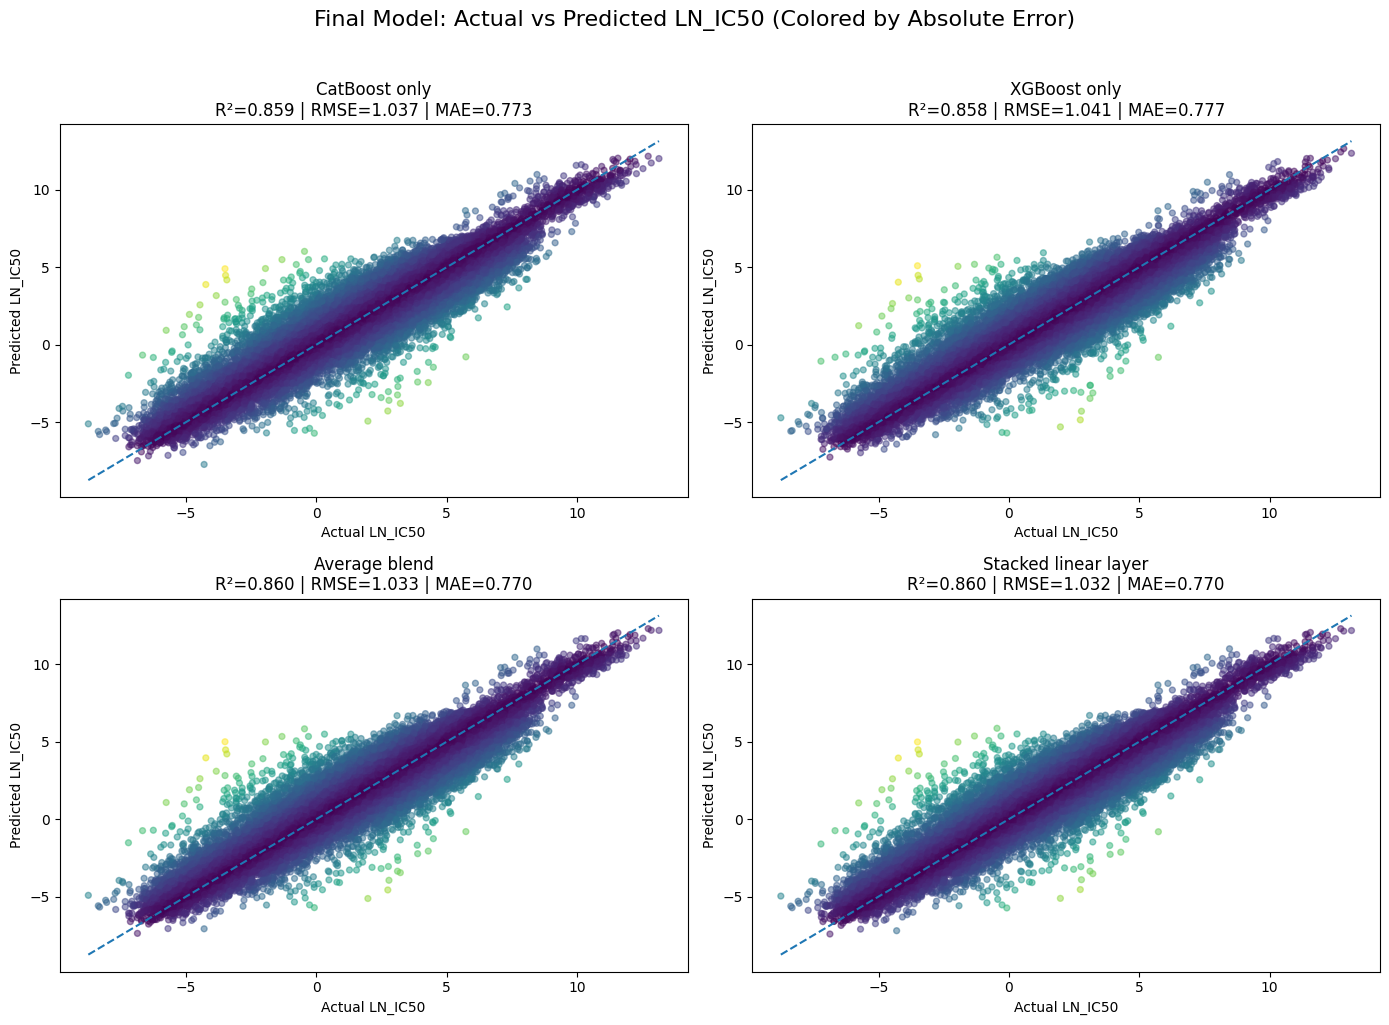 Final Model: Actual vs Predicted LN_IC50 (Colored by Absolute Error)
CatBoost only
R²=0.859 | RMSE=1.037 | MAE=0.773
10
5
0
−5
Predicted LN_IC50
−5 0 5 10
Actual LN_IC50
XGBoost only
R²=0.858 | RMSE=1.041 | MAE=0.777
10
5
0
−5
Predicted LN_IC50
−5 0 5 10
Actual LN_IC50
Average blend
R²=0.860 | RMSE=1.033 | MAE=0.770
10
5
0
−5
Predicted LN_IC50
−5 0 5 10
Actual LN_IC50
Stacked linear layer
R²=0.860 | RMSE=1.032 | MAE=0.770
10
5
0
−5
Predicted LN_IC50
−5 0 5 10
Actual LN_IC50